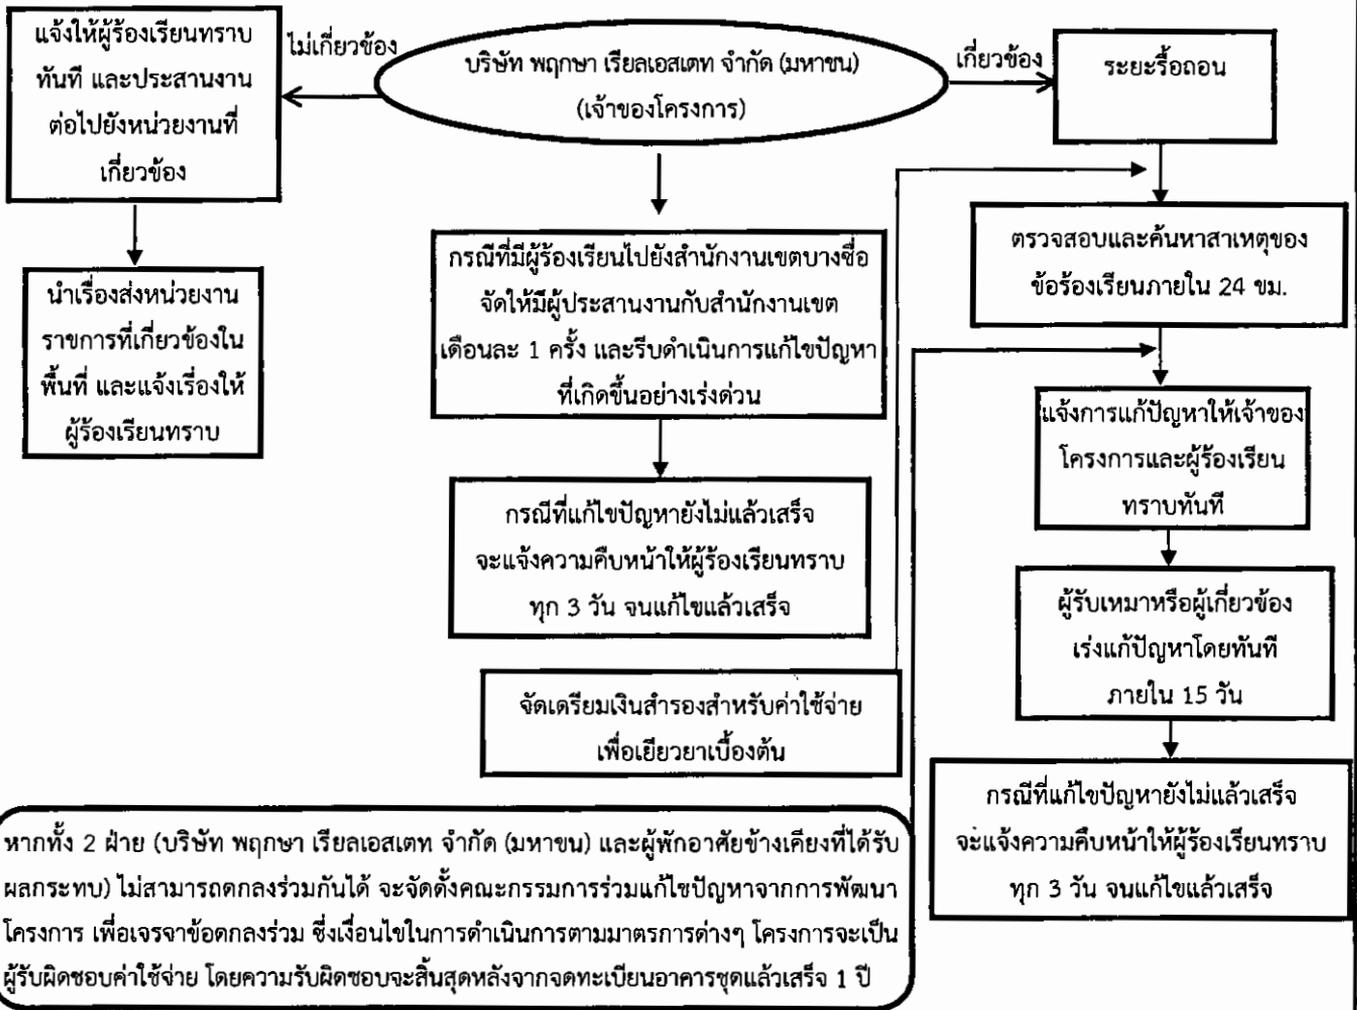 แจ้งให้ผู้ร้องเรียนทราบ
ทันที และประสานงาน
ต่อไปยังหน่วยงานที่
เกี่ยวข้อง
ไม่เกี่ยวข้อง
บริษัท พฤกษา เรียลเอสเตท จำกัด (มหาชน)
(เจ้าของโครงการ)
เกี่ยวข้อง
ระยะรื้อถอน
นำเรื่องส่งหน่วยงาน
ราชการที่เกี่ยวข้องใน
พื้นที่ และแจ้งเรื่องให้
ผู้ร้องเรียนทราบ
กรณีที่มีผู้ร้องเรียนไปยังสำนักงานเขตบางซื่อ
จัดให้มีผู้ประสานงานกับสำนักงานเขต
เดือนละ 1 ครั้ง และรีบดำเนินการแก้ไขปัญหา
ที่เกิดขึ้นอย่างเร่งด่วน
กรณีที่แก้ไขปัญหายังไม่แล้วเสร็จ
จะแจ้งความคืบหน้าให้ผู้ร้องเรียนทราบ
ทุก 3 วัน จนแก้ไขแล้วเสร็จ
จัดเตรียมเงินสำรองสำหรับค่าใช้จ่าย
เพื่อเยียวยาเบื้องต้น
ตรวจสอบและค้นหาสาเหตุของ
ข้อร้องเรียนภายใน 24 ชม.
แจ้งการแก้ปัญหาให้เจ้าของ
โครงการและผู้ร้องเรียน
ทราบทันที
ผู้รับเหมาหรือผู้เกี่ยวข้อง
เร่งแก้ปัญหาโดยทันที
ภายใน 15 วัน
กรณีที่แก้ไขปัญหายังไม่แล้วเสร็จ
จะแจ้งความคืบหน้าให้ผู้ร้องเรียนทราบ
ทุก 3 วัน จนแก้ไขแล้วเสร็จ
หากทั้ง 2 ฝ่าย (บริษัท พฤกษา เรียลเอสเตท จำกัด (มหาชน) และผู้พักอาศัยข้างเคียงที่ได้รับ
ผลกระทบ) ไม่สามารถตกลงร่วมกันได้ จะจัดตั้งคณะกรรมการร่วมแก้ไขปัญหาจากการพัฒนา
โครงการ เพื่อเจรจาข้อตกลงร่วม ซึ่งเงื่อนไขในการดำเนินการตามมาตรการต่างๆ โครงการจะเป็น
ผู้รับผิดชอบค่าใช้จ่าย โดยความรับผิดชอบจะสิ้นสุดหลังจากจดทะเบียนอาคารชุดแล้วเสร็จ 1 ปี